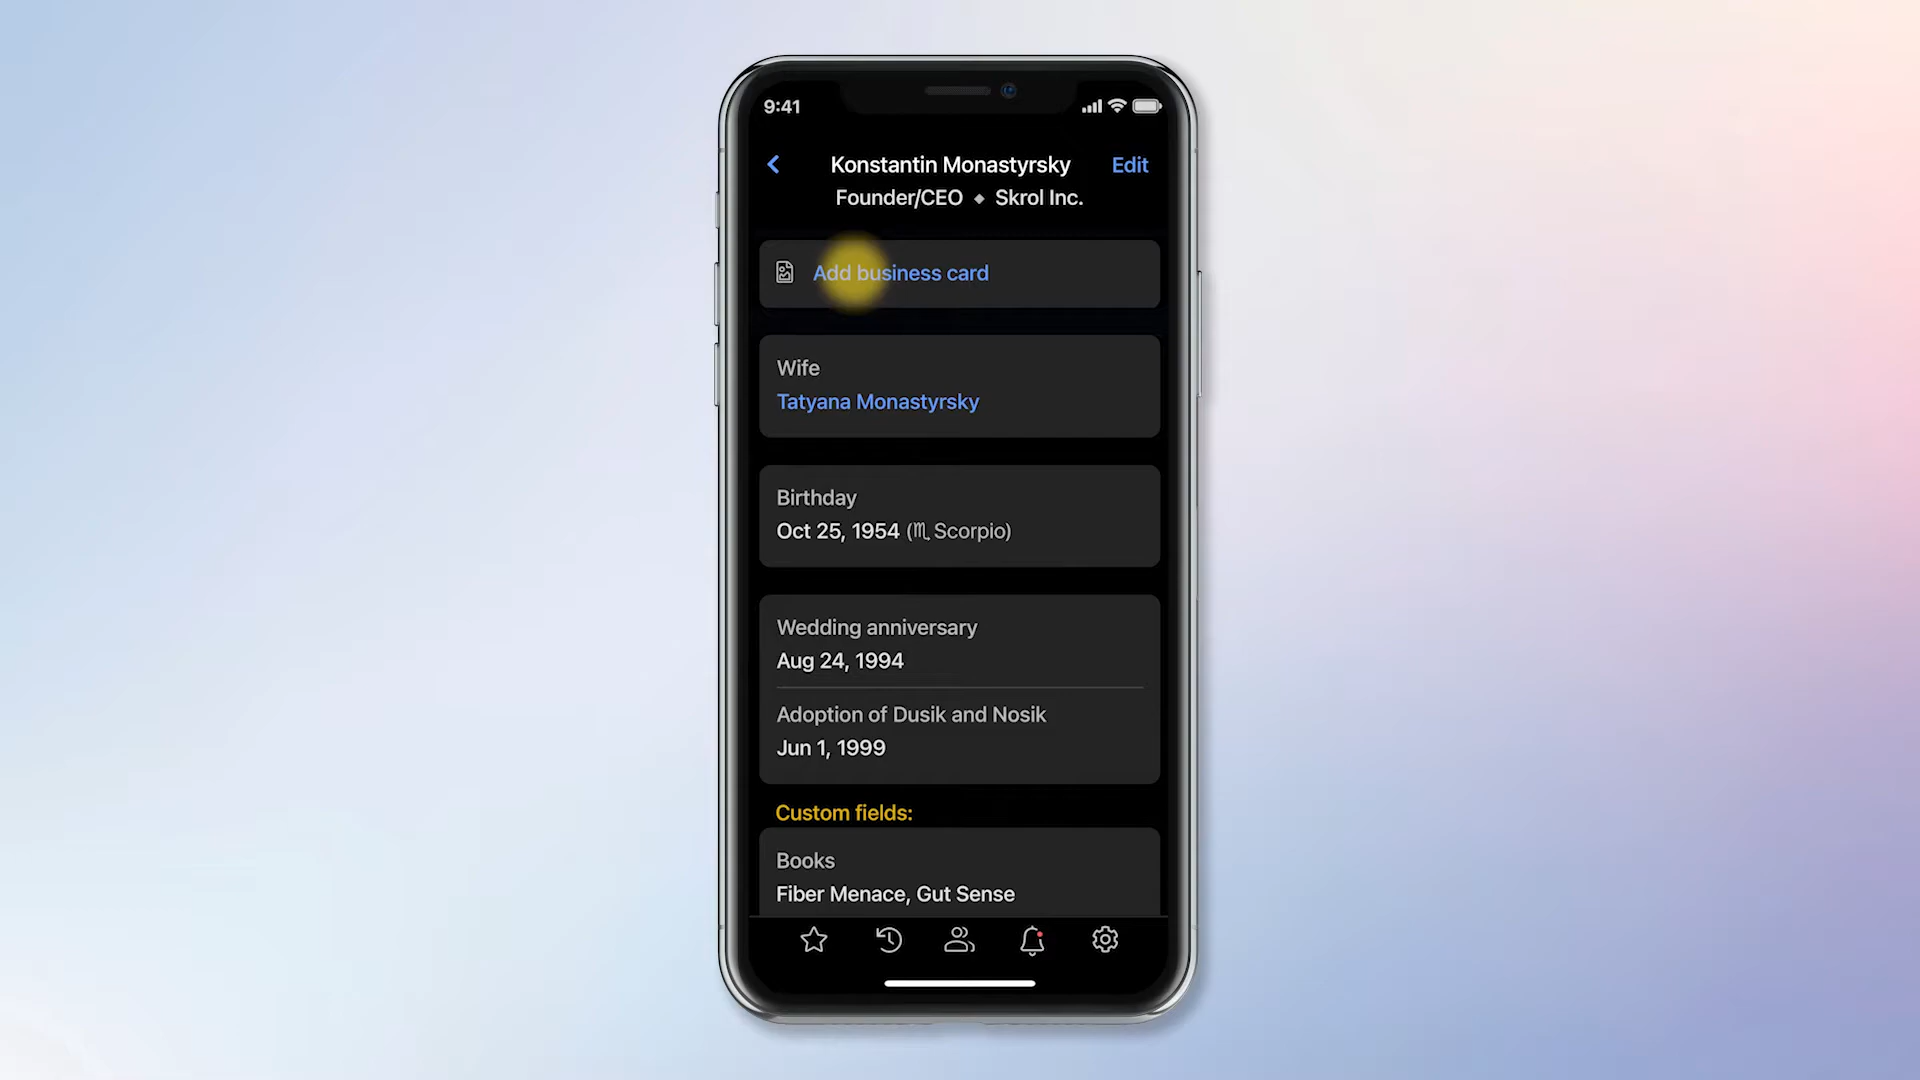 9:41
Konstantin Monastyrsky
Edit
Founder/CEO ◆ Skrol Inc.
Add business card
Wife
Tatyana Monastyrsky
Birthday
Oct 25, 1954 (♏ Scorpio)
Wedding anniversary
Aug 24, 1994
Adoption of Dusik and Nosik
Jun 1, 1999
Custom fields:
Books
Fiber Menace, Gut Sense